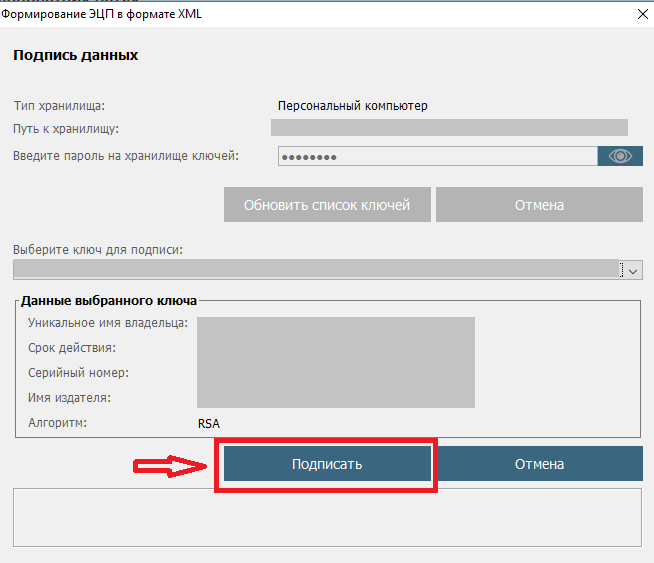 Формирование ЭЦП в формате XML
Подпись данных
Тип хранилища: Персональный компьютер
Путь к хранилищу:
Введите пароль на хранилище ключей: ●●●●●●●●
Обновить список ключей Отмена
Выберите ключ для подписи:
Данные выбранного ключа
Уникальное имя владельца:
Срок действия:
Серийный номер:
Имя издателя:
Алгоритм: RSA
Подписать Отмена